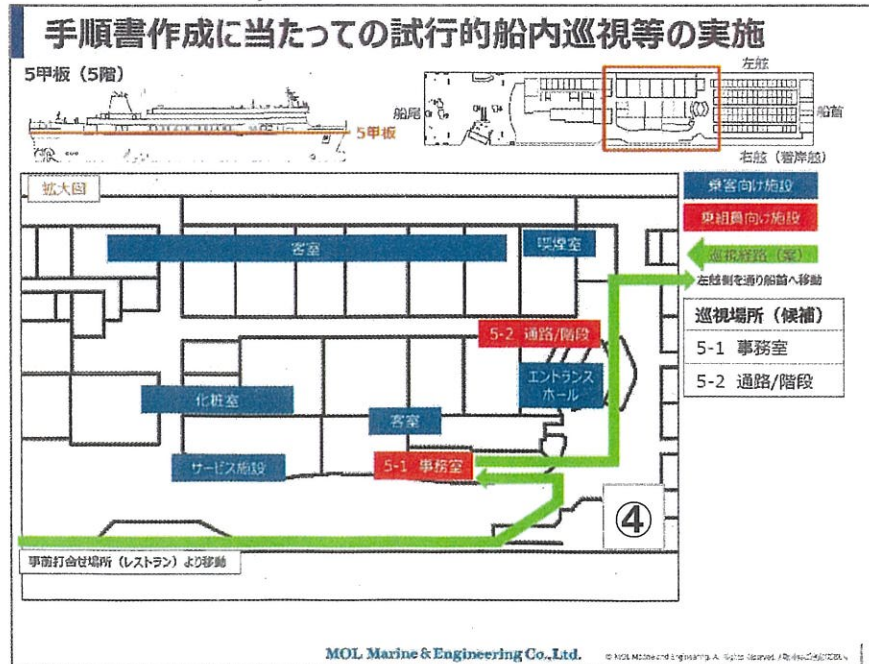 手順書作成に当たっての試行的船内巡視等の実施
5甲板（5階）
5甲板
左舷
船尾
船首
右舷（着岸舷）
拡大図
乗客向け施設
乗組員向け施設
巡視経路（案）
左舷側を通り船首へ移動
巡視場所（候補）
5-1 事務室
5-2 通路/階段
客室
喫煙室
5-2 通路/階段
エントランス
ホール
化粧室
客室
サービス施設
5-1 事務室
④
事前打合せ場所（レストラン）より移動
MOL Marine & Engineering Co., Ltd.